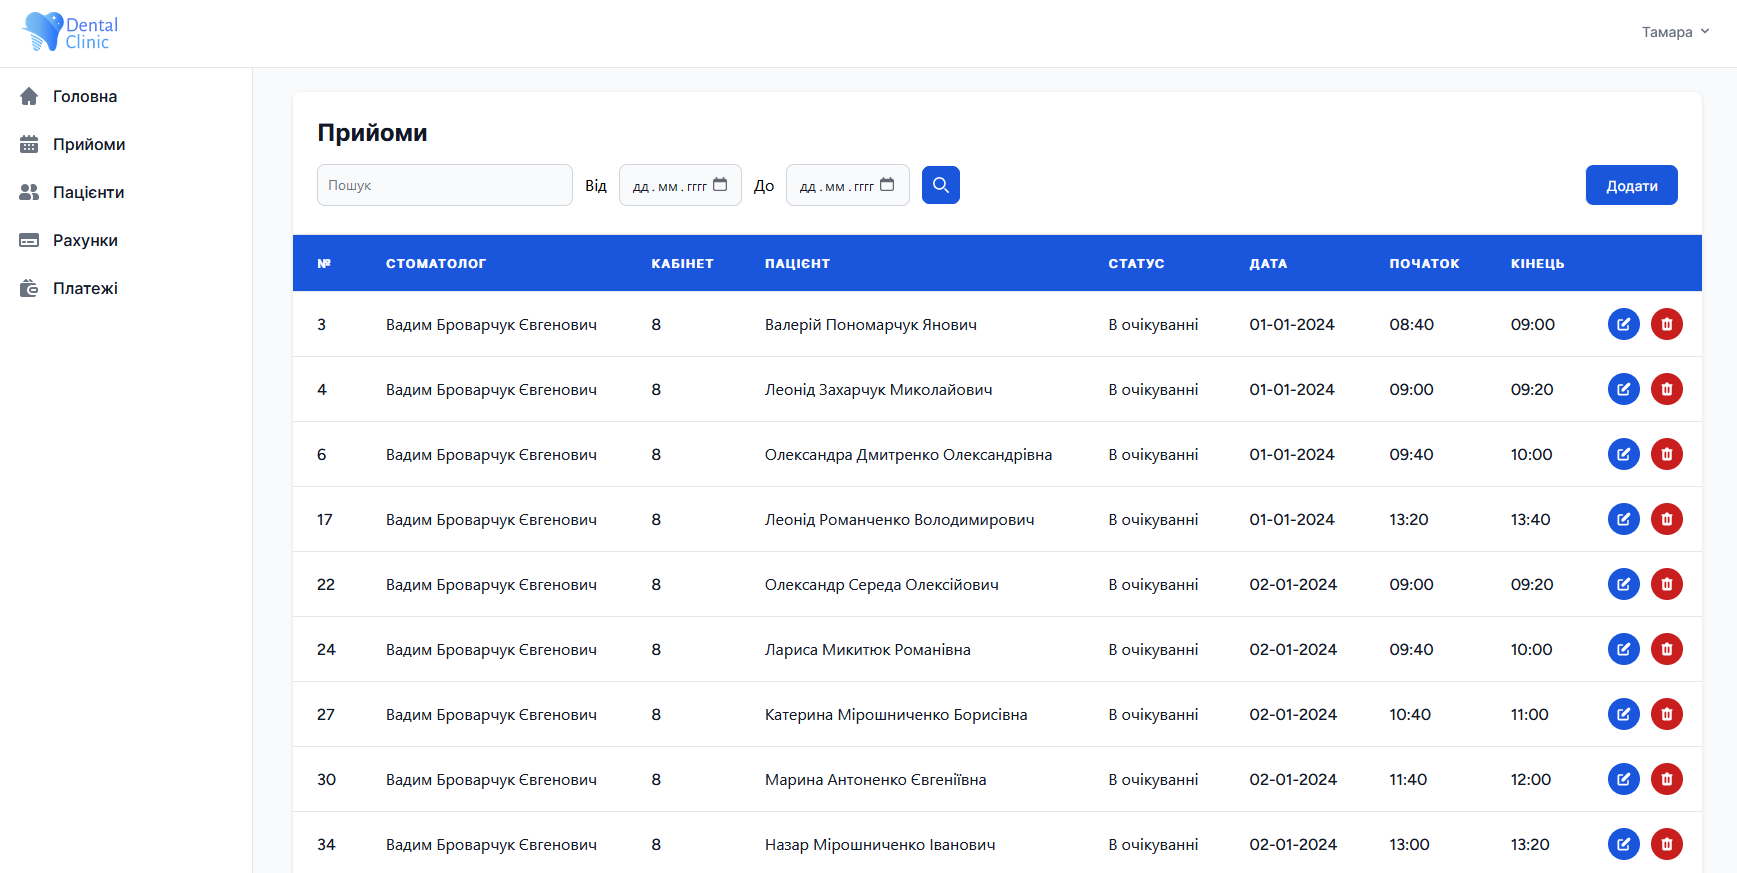 Dental
Clinic
Тамара
Головна
Прийоми
Пацієнти
Рахунки
Платежі
Прийоми
Пошук Від дд.мм.гггг До дд.мм.гггг Додати
№ СТОМАТОЛОГ КАБІНЕТ ПАЦІЄНТ СТАТУС ДАТА ПОЧАТОК КІНЕЦЬ
3 Вадим Броварчук Євгенович 8 Валерій Пономарчук Янович В очікуванні 01-01-2024 08:40 09:00
4 Вадим Броварчук Євгенович 8 Леонід Захарчук Миколайович В очікуванні 01-01-2024 09:00 09:20
6 Вадим Броварчук Євгенович 8 Олександра Дмитренко Олександрівна В очікуванні 01-01-2024 09:40 10:00
17 Вадим Броварчук Євгенович 8 Леонід Романченко Володимирович В очікуванні 01-01-2024 13:20 13:40
22 Вадим Броварчук Євгенович 8 Олександр Середа Олексійович В очікуванні 02-01-2024 09:00 09:20
24 Вадим Броварчук Євгенович 8 Лариса Микитюк Романівна В очікуванні 02-01-2024 09:40 10:00
27 Вадим Броварчук Євгенович 8 Катерина Мірошниченко Борисівна В очікуванні 02-01-2024 10:40 11:00
30 Вадим Броварчук Євгенович 8 Марина Антоненко Євгеніївна В очікуванні 02-01-2024 11:40 12:00
34 Вадим Броварчук Євгенович 8 Назар Мірошниченко Іванович В очікуванні 02-01-2024 13:00 13:20